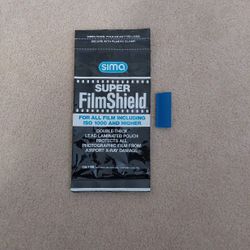 sima
SUPER
FilmShield
FOR ALL FILM INCLUDING
ISO 1000 AND HIGHER
DOUBLE-THICK
LEAD LAMINATED POUCH
PROTECTS ALL
PHOTOGRAPHIC FILM FROM
AIRPORT X-RAY DAMAGE